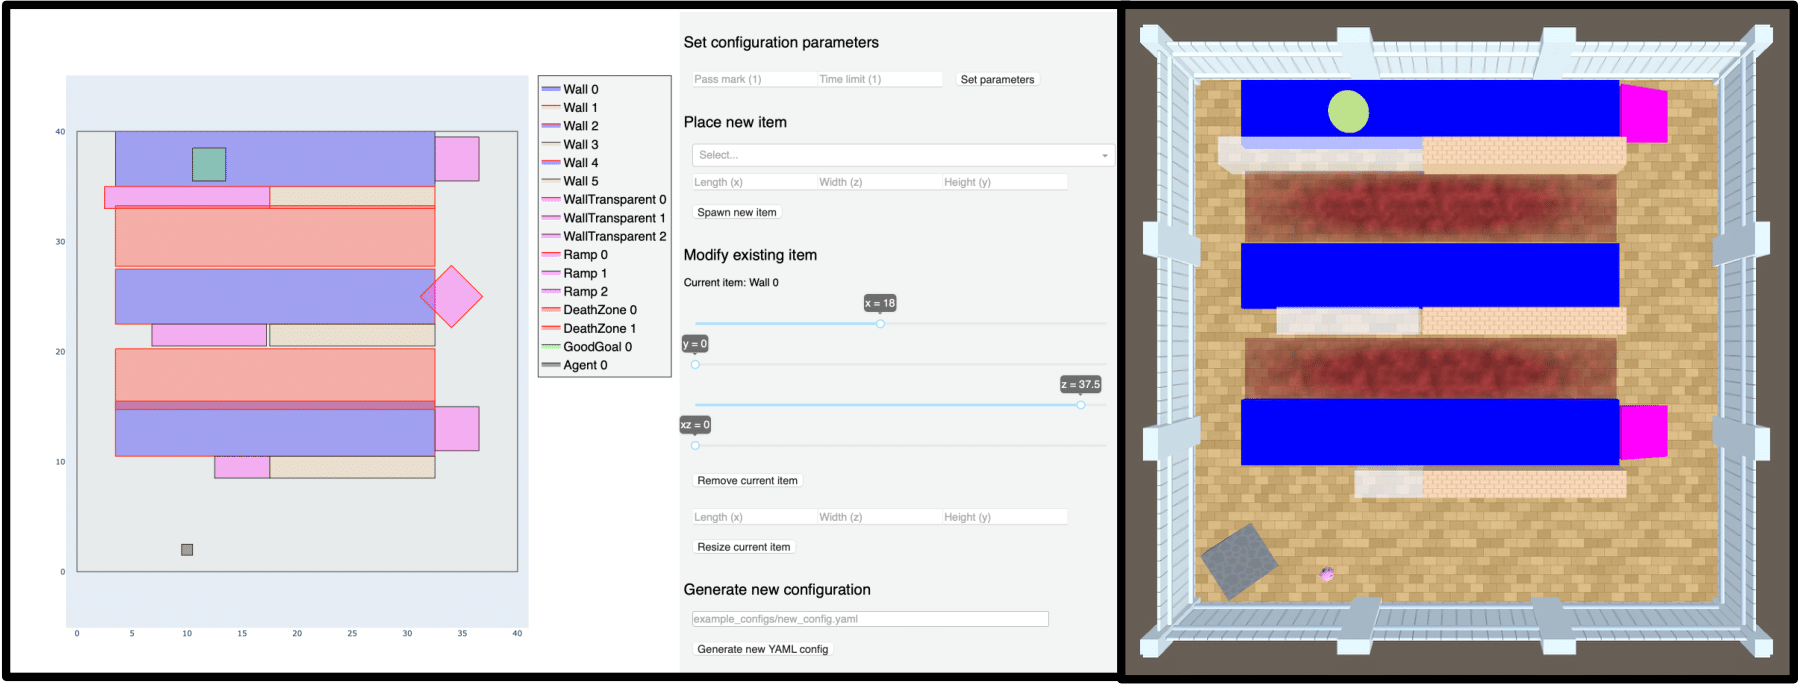 40
30
20
10
0
0
5
10
15
20
25
30
35
40
Wall 0
Wall 1
Wall 2
Wall 3
Wall 4
Wall 5
WallTransparent 0
WallTransparent 1
WallTransparent 2
Ramp 0
Ramp 1
Ramp 2
DeathZone 0
DeathZone 1
GoodGoal 0
Agent 0
Set configuration parameters
Pass mark (1) Time limit (1) Set parameters
Place new item
Select...
Length (x) Width (z) Height (y)
Spawn new item
Modify existing item
Current item: Wall 0
x = 18
y = 0
z = 37.5
xz = 0
Remove current item
Length (x) Width (z) Height (y)
Resize current item
Generate new configuration
example_configs/new_config.yaml
Generate new YAML config